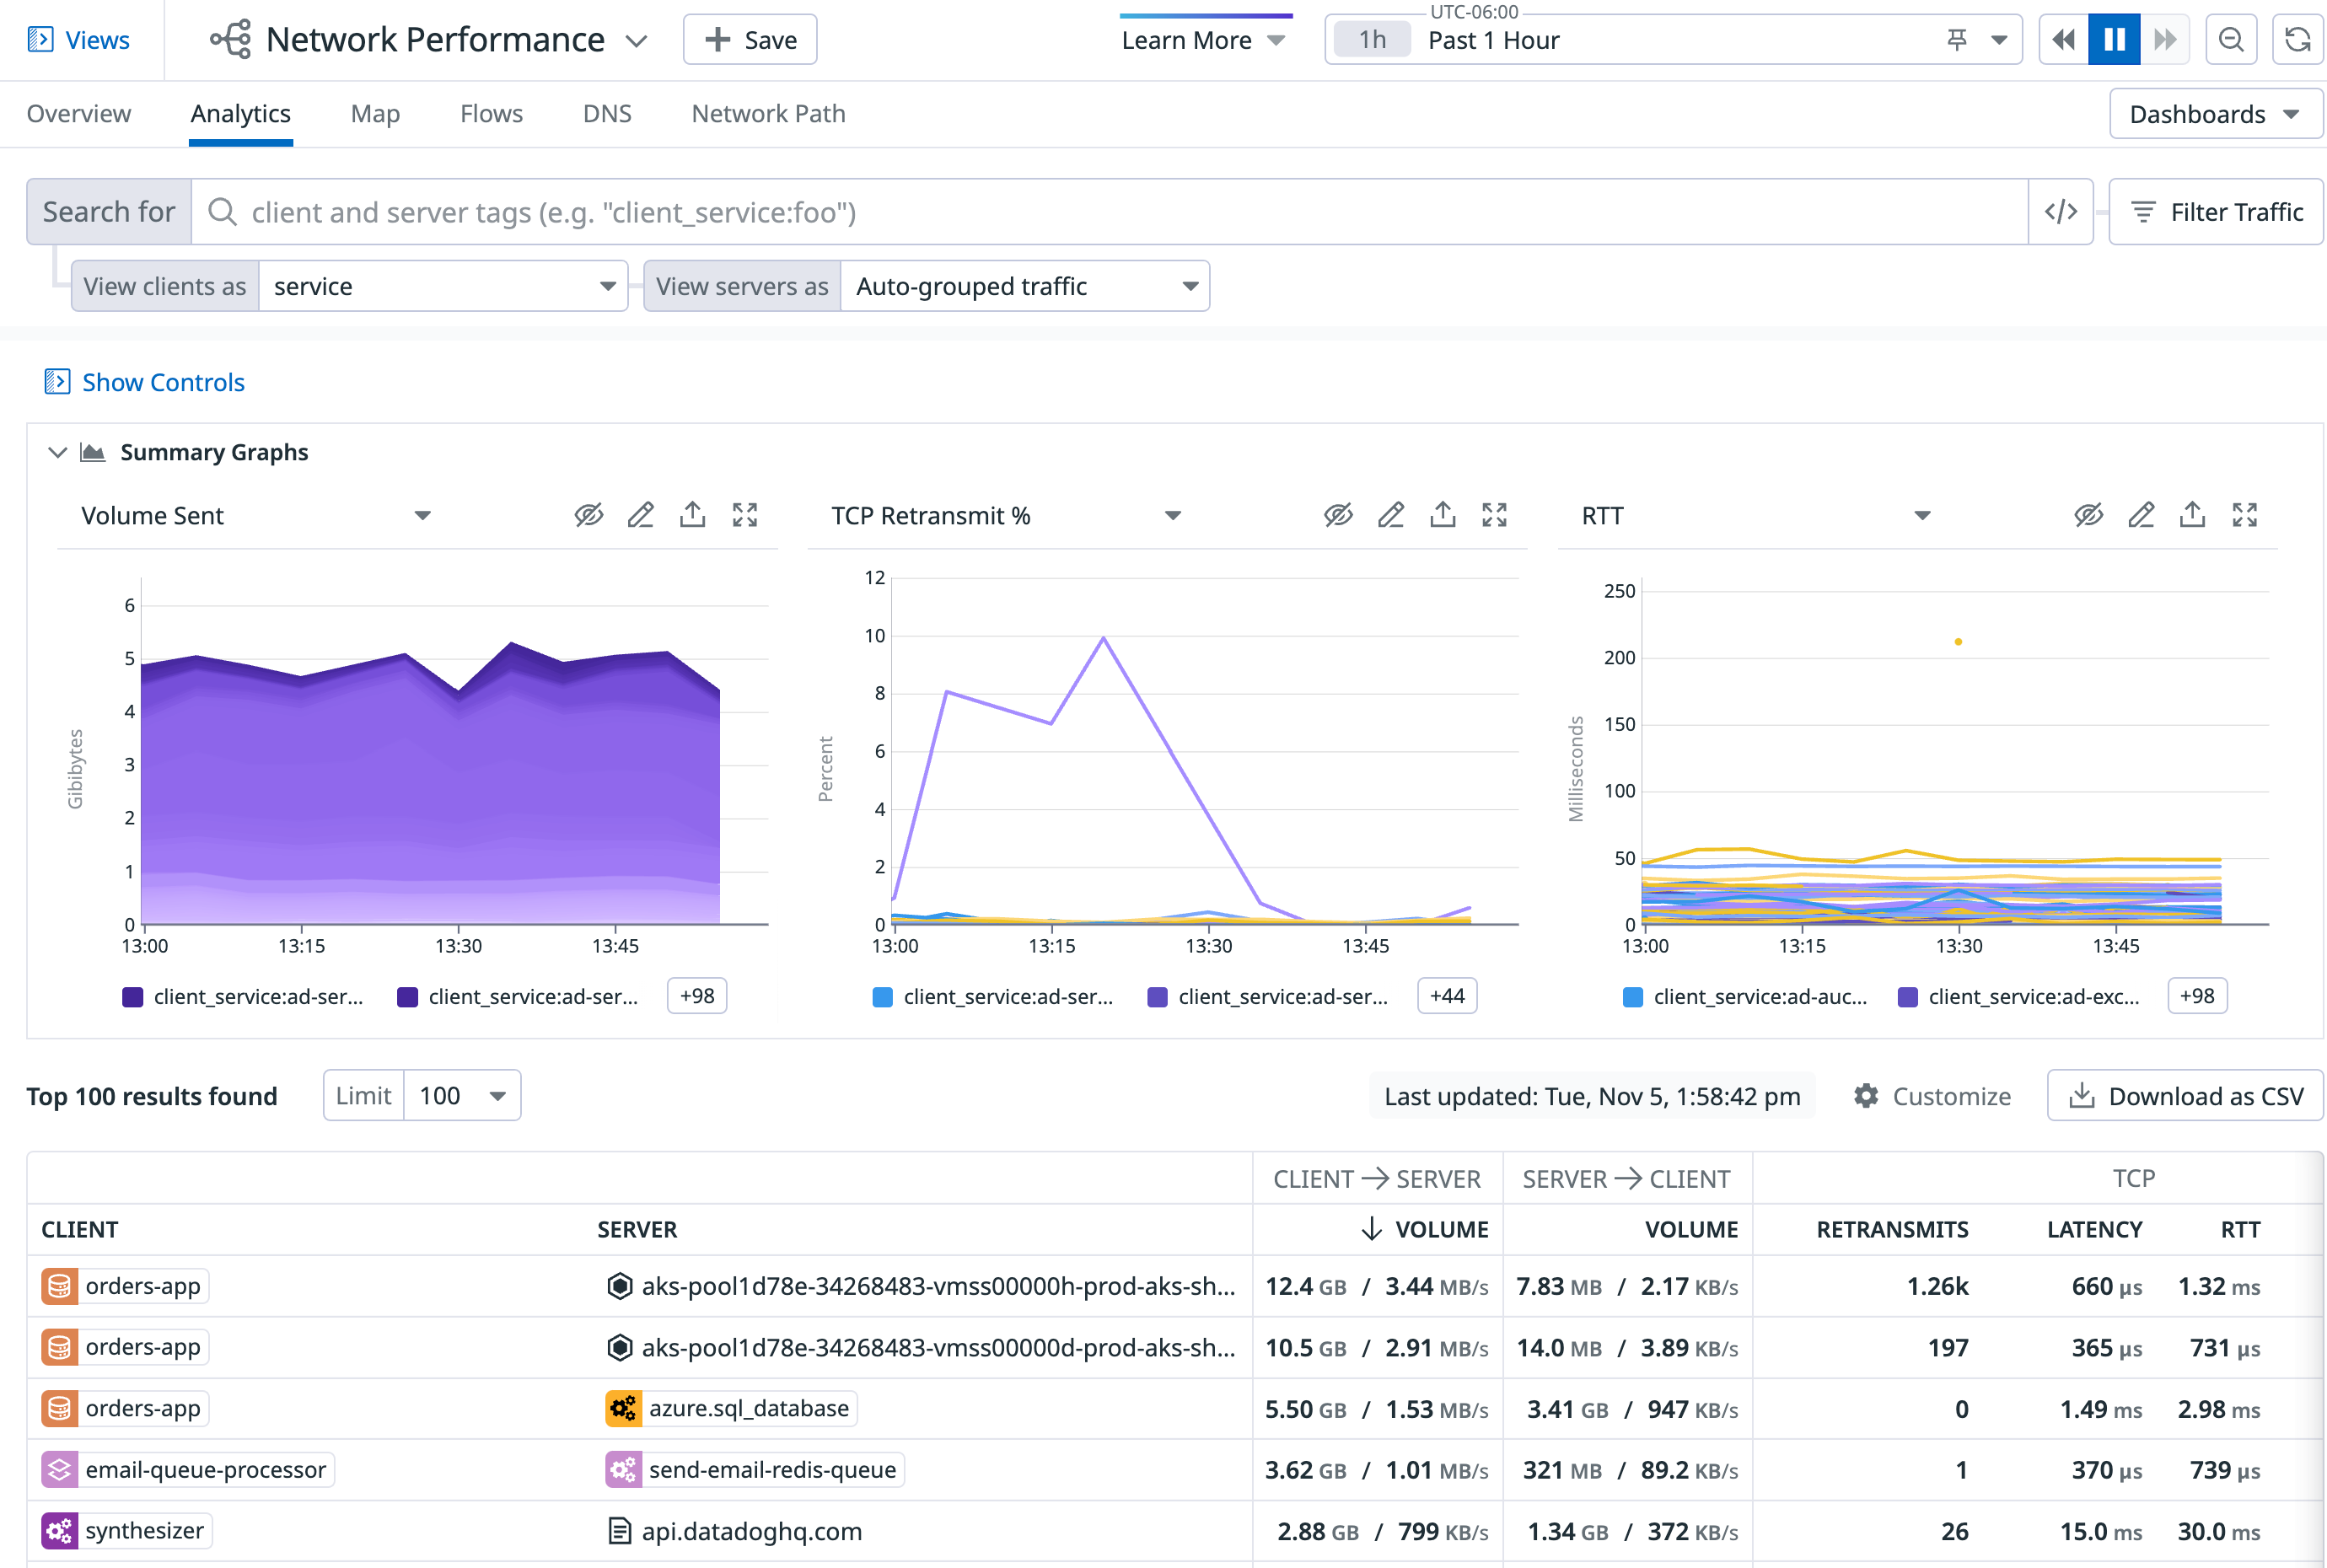 Views
Network Performance
Save
Learn More
UTC-06:00
1h Past 1 Hour
Overview Analytics Map Flows DNS Network Path
Dashboards
Search for client and server tags (e.g. "client_service:foo")
</>
Filter Traffic
View clients as service View servers as Auto-grouped traffic
Show Controls
Summary Graphs
Volume Sent
Gibibytes
6
5
4
3
2
1
0
13:00 13:15 13:30 13:45
client_service:ad-ser... client_service:ad-ser... +98
TCP Retransmit %
Percent
12
10
8
6
4
2
0
13:00 13:15 13:30 13:45
client_service:ad-ser... client_service:ad-ser... +44
RTT
Milliseconds
250
200
150
100
50
0
13:00 13:15 13:30 13:45
client_service:ad-auc... client_service:ad-exc... +98
Top 100 results found Limit 100 Last updated: Tue, Nov 5, 1:58:42 pm Customize Download as CSV
CLIENT → SERVER SERVER → CLIENT TCP
CLIENT SERVER ↓ VOLUME VOLUME RETRANSMITS LATENCY RTT
orders-app aks-pool1d78e-34268483-vmss00000h-prod-aks-sh... 12.4 GB / 3.44 MB/s 7.83 MB / 2.17 KB/s 1.26k 660 µs 1.32 ms
orders-app aks-pool1d78e-34268483-vmss00000d-prod-aks-sh... 10.5 GB / 2.91 MB/s 14.0 MB / 3.89 KB/s 197 365 µs 731 µs
orders-app azure.sql_database 5.50 GB / 1.53 MB/s 3.41 GB / 947 KB/s 0 1.49 ms 2.98 ms
email-queue-processor send-email-redis-queue 3.62 GB / 1.01 MB/s 321 MB / 89.2 KB/s 1 370 µs 739 µs
synthesizer api.datadoghq.com 2.88 GB / 799 KB/s 1.34 GB / 372 KB/s 26 15.0 ms 30.0 ms